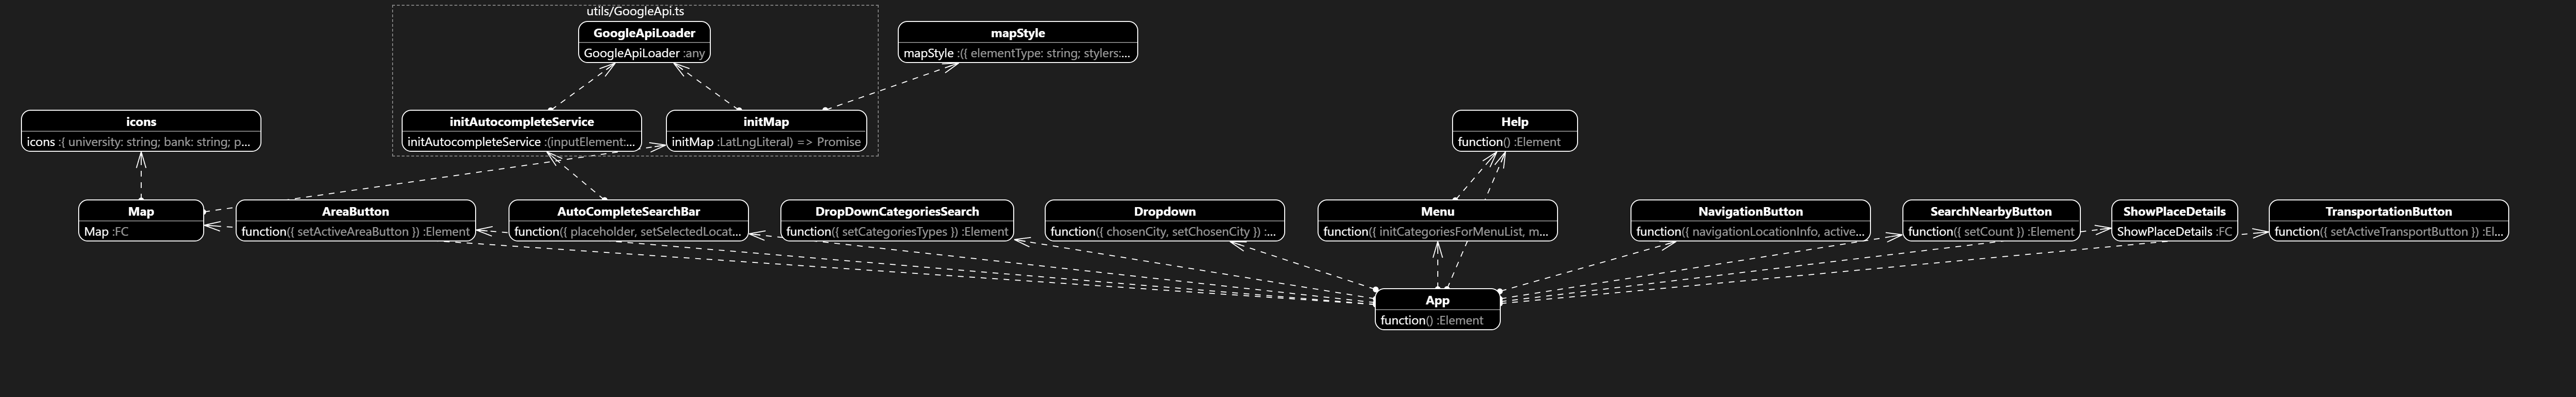 utils/GoogleApi.ts
GoogleApiLoader
GoogleApiLoader :any
mapStyle
mapStyle :({ elementType: string; stylers:...
icons
icons :{ university: string; bank: string; p...
initAutocompleteService
initAutocompleteService :(inputElement:...
initMap
initMap :LatLngLiteral) => Promise
Help
function() :Element
Map
Map :FC
AreaButton
function({ setActiveAreaButton }) :Element
AutoCompleteSearchBar
function({ placeholder, setSelectedLocat...
DropDownCategoriesSearch
function({ setCategoriesTypes }) :Element
Dropdown
function({ chosenCity, setChosenCity }) :...
Menu
function({ initCategoriesForMenuList, m...
NavigationButton
function({ navigationLocationInfo, active...
SearchNearbyButton
function({ setCount }) :Element
ShowPlaceDetails
ShowPlaceDetails :FC
TransportationButton
function({ setActiveTransportButton }) :El...
App
function() :Element